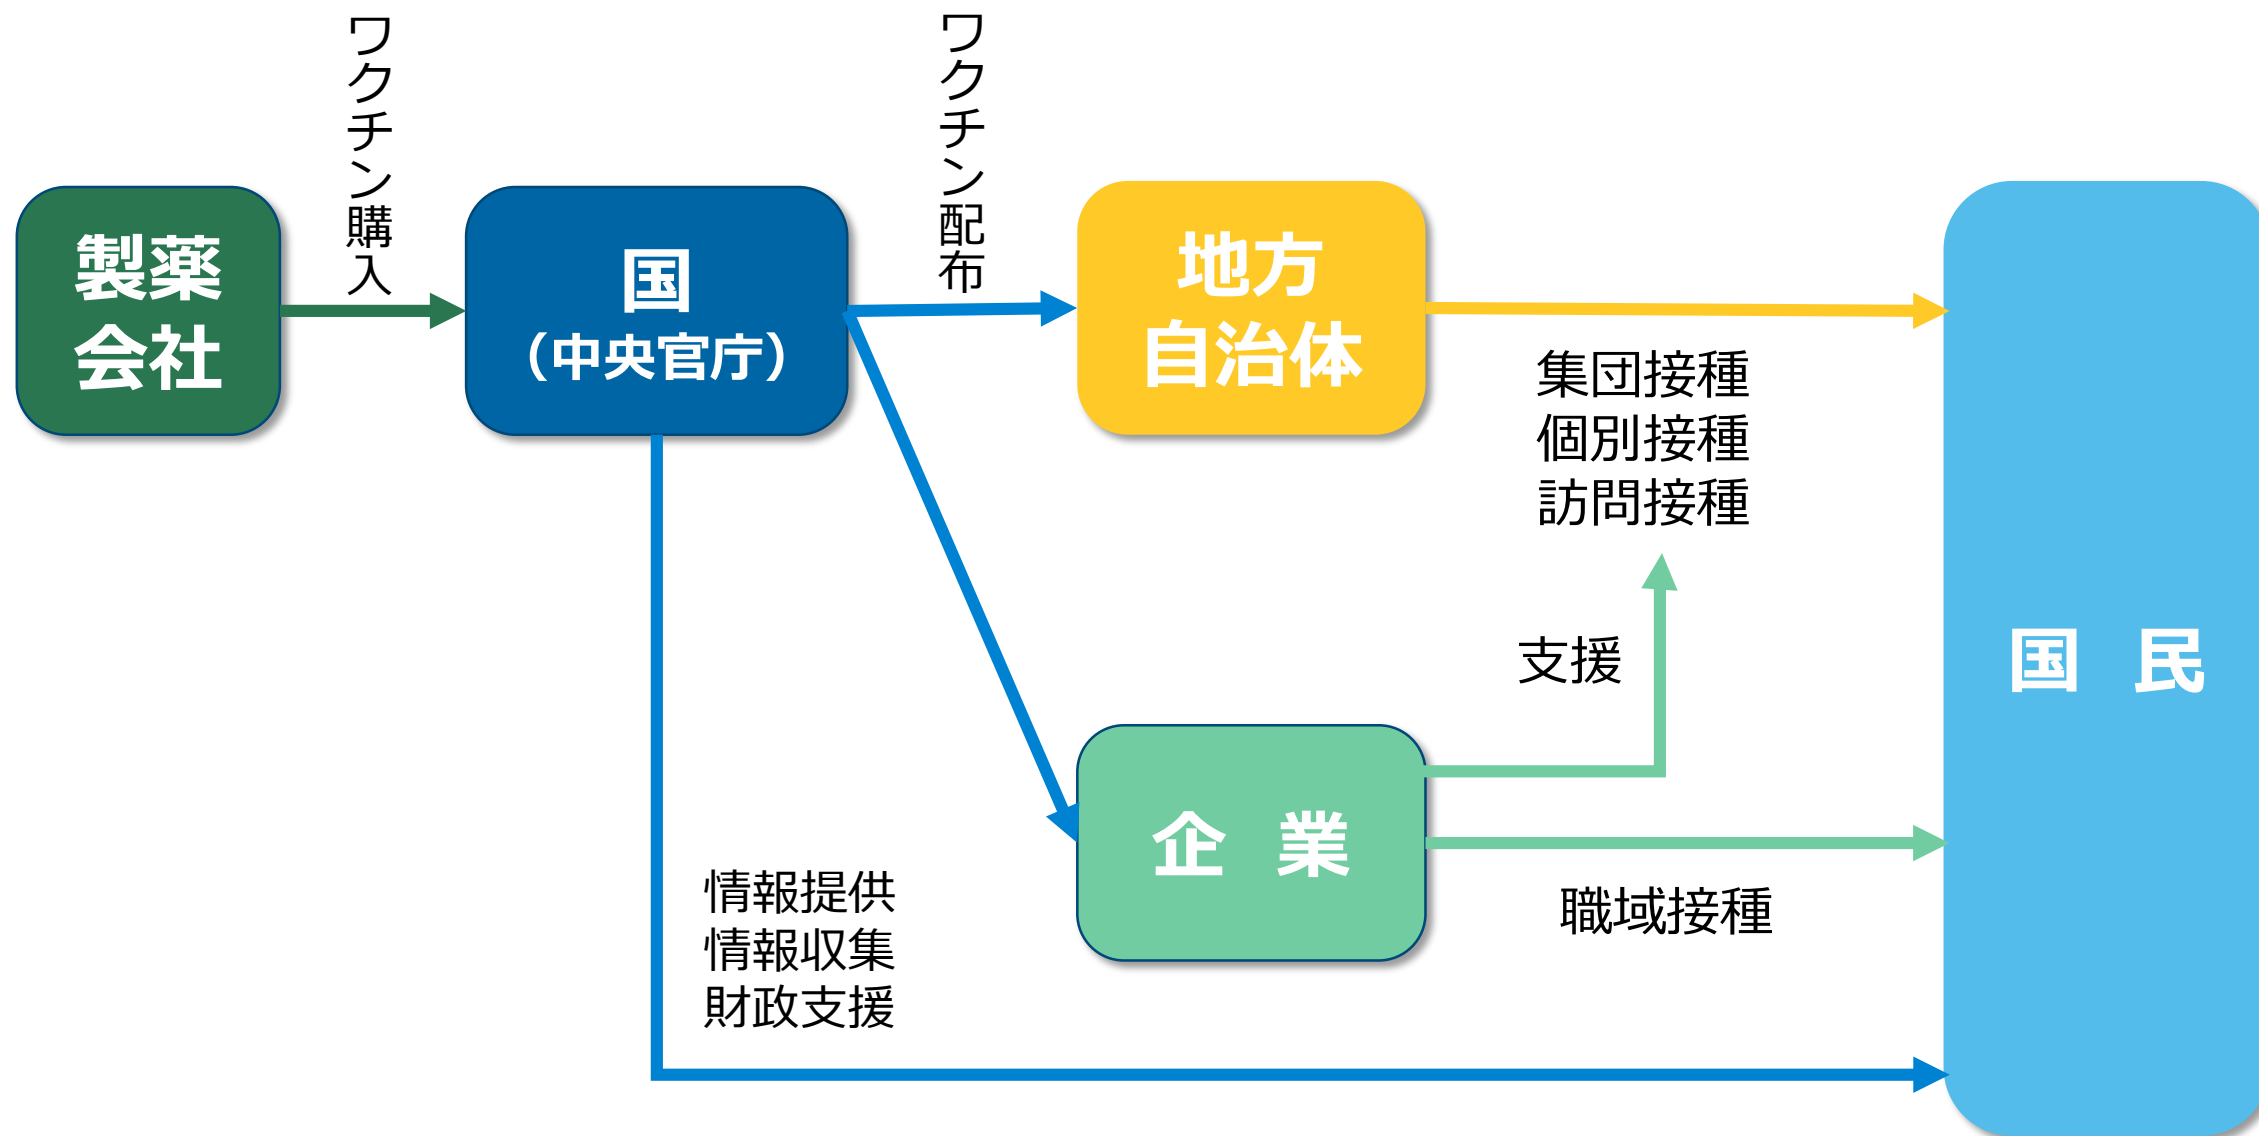 ワクチン購入
ワクチン配布
製薬
会社
国
（中央官庁）
地方
自治体
集団接種
個別接種
訪問接種
支援
国 民
企 業
職域接種
情報提供
情報収集
財政支援